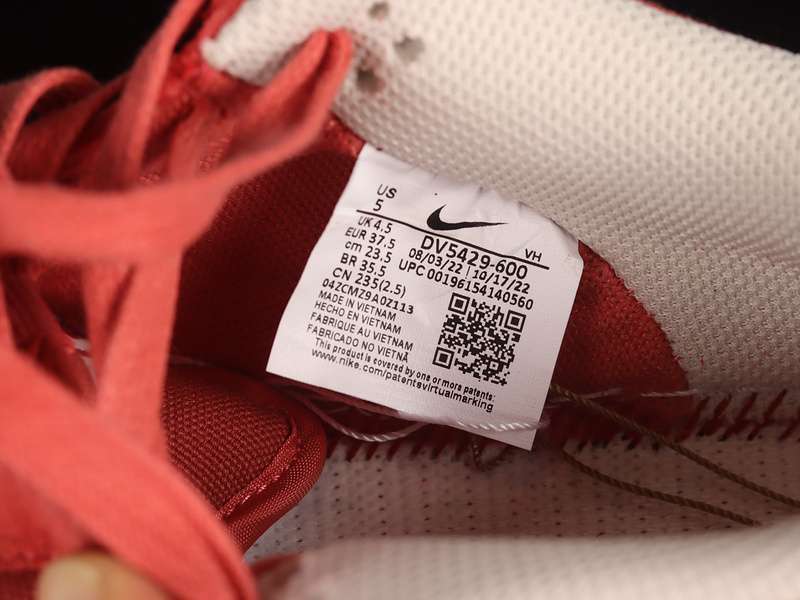 US
5
UK 4.5
EUR 37.5
cm 23.5
BR 35.5
CN 235(2.5)
04ZCMZ9A0Z113
MADE IN VIETNAM
HECHO EN VIETNAM
FABRIQUE AU VIETNAM
FABRICADO NO VIETNÃ
This product is covered by one or more patents:
www.nike.com/patentsvirtualmarking
VH
DV5429-600
08/03/22 | 10/17/22
UPC 00196154140560